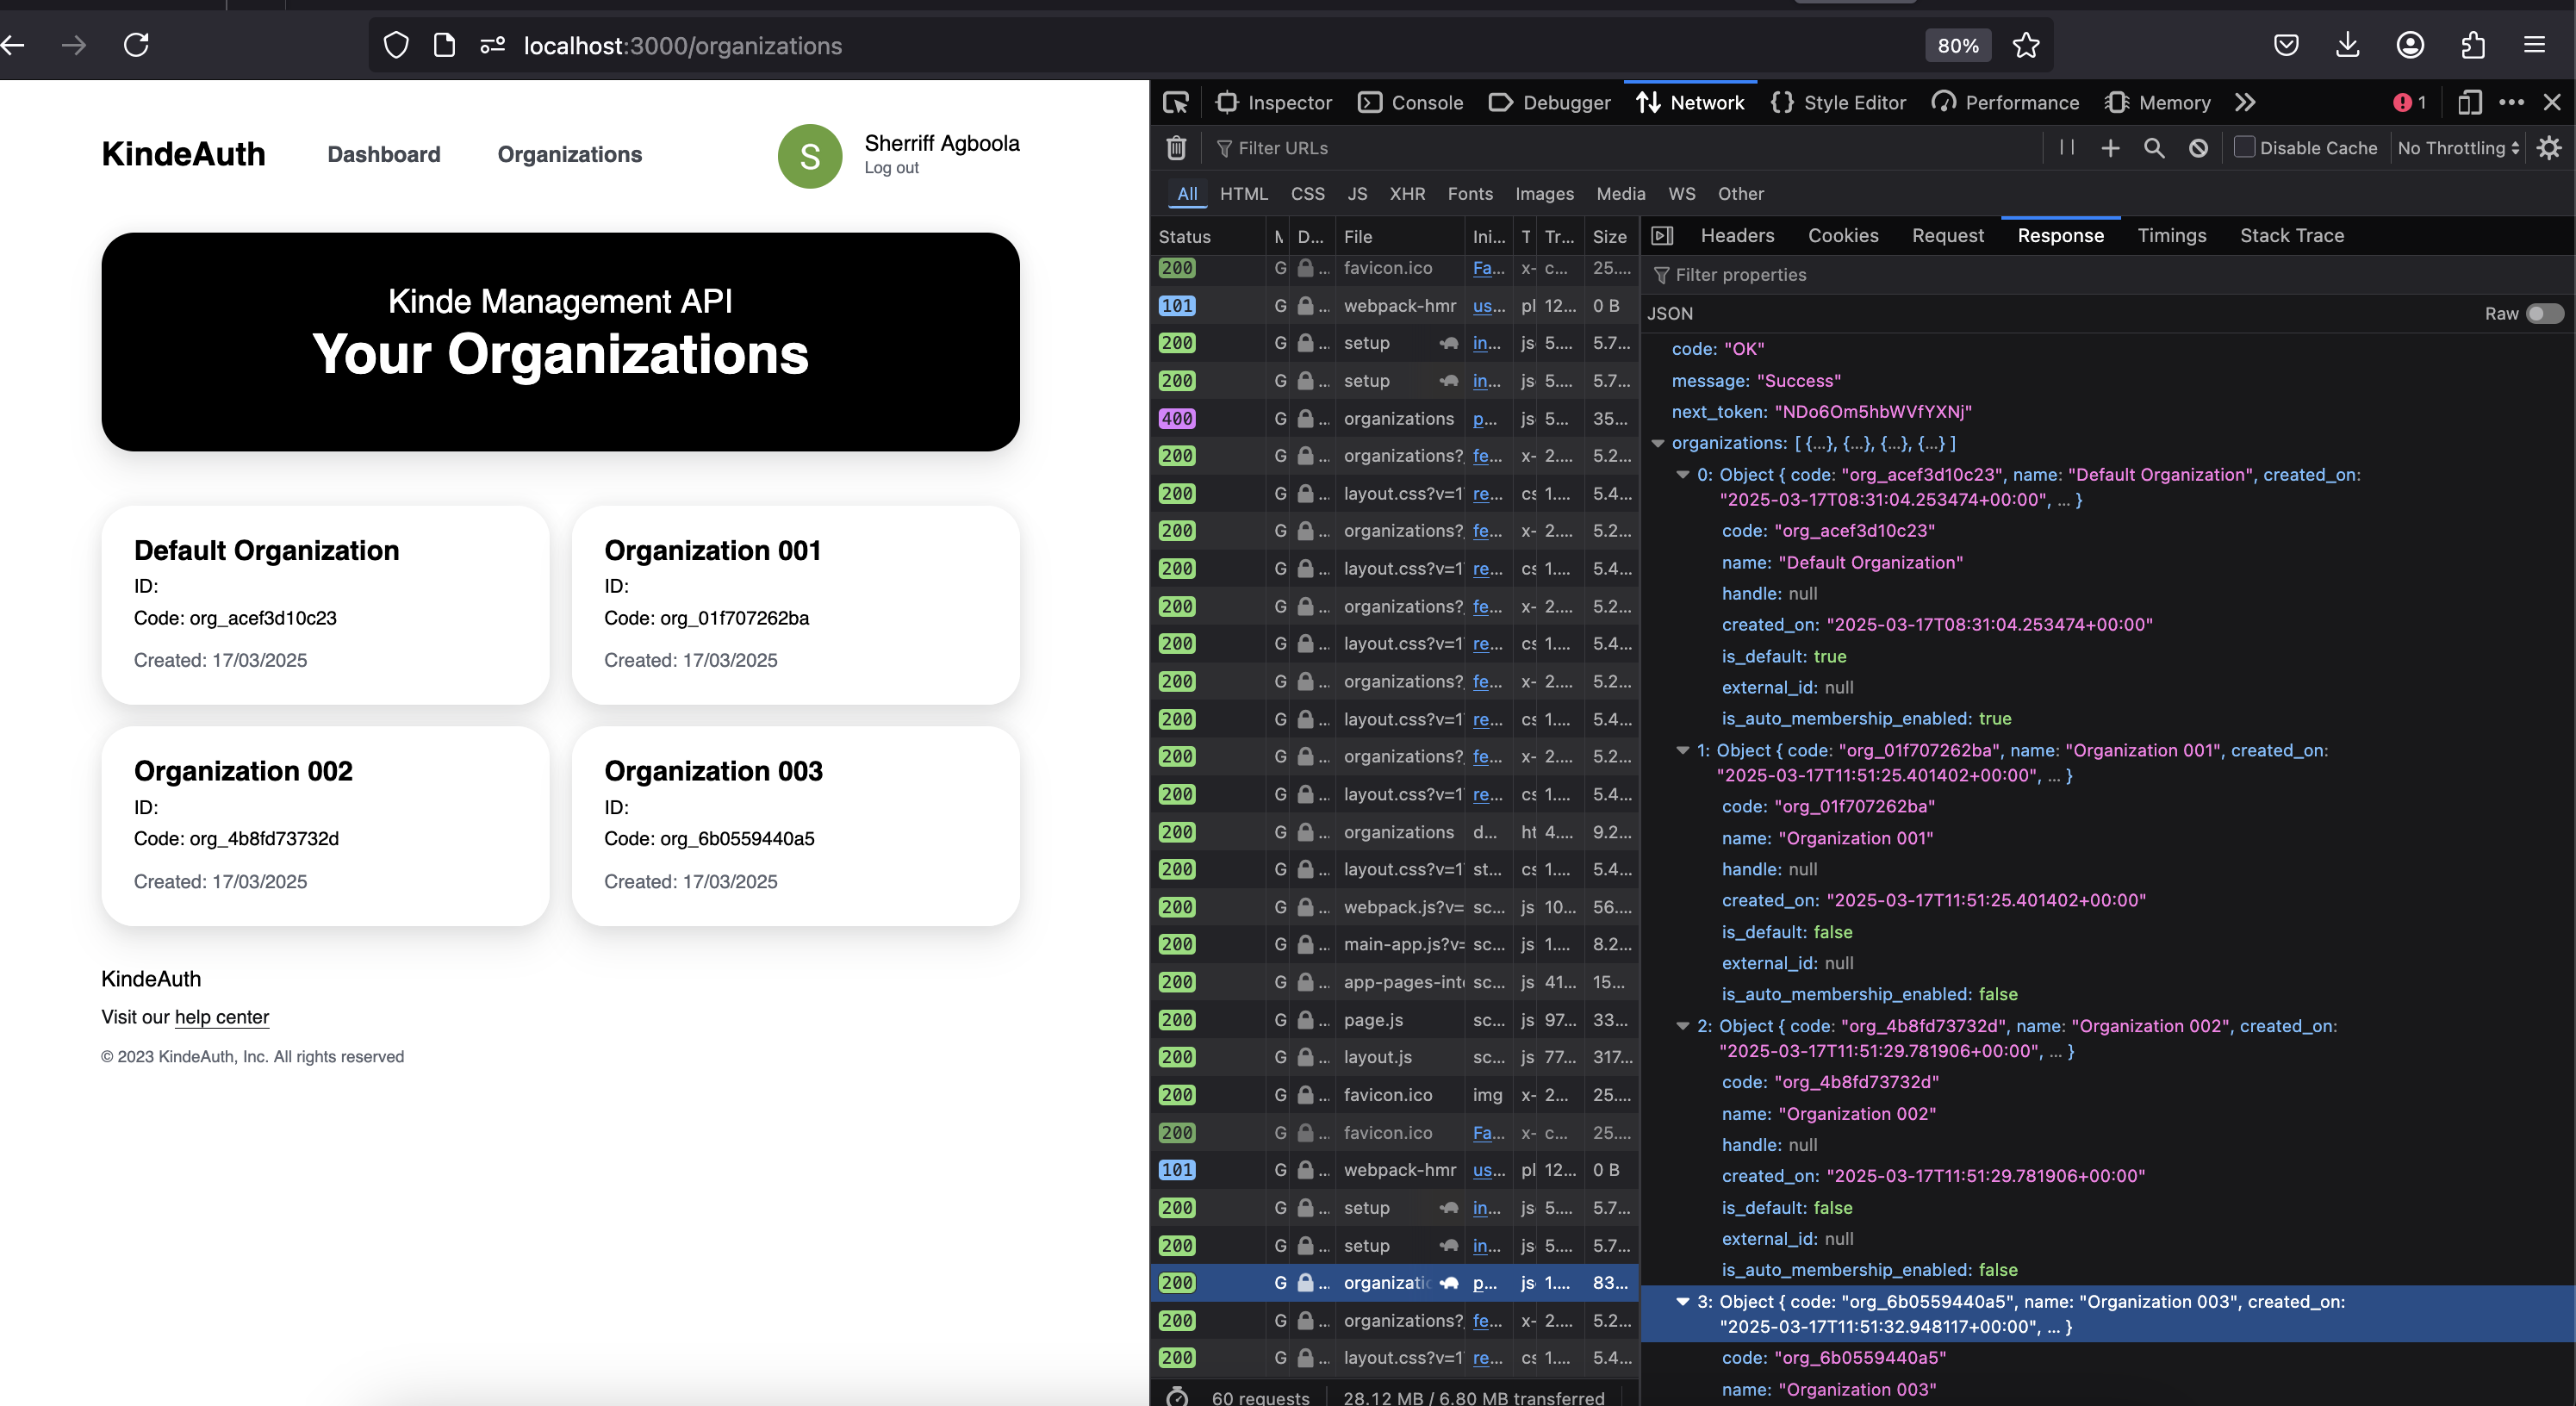 localhost:3000/organizations
80%
KindeAuth
Dashboard
Organizations
S
Sherriff Agboola
Log out
Kinde Management API
Your Organizations
Default Organization
ID:
Code: org_acef3d10c23
Created: 17/03/2025
Organization 001
ID:
Code: org_01f707262ba
Created: 17/03/2025
Organization 002
ID:
Code: org_4b8fd73732d
Created: 17/03/2025
Organization 003
ID:
Code: org_6b0559440a5
Created: 17/03/2025
KindeAuth
Visit our help center
© 2023 KindeAuth, Inc. All rights reserved
Inspector Console Debugger Network Style Editor Performance Memory 1
Filter URLs
Disable Cache No Throttling
All HTML CSS JS XHR Fonts Images Media WS Other
Status M D... File Ini... T Tr... Size
200 G ... favicon.ico Fa... x- c... 25....
101 G ... webpack-hmr us... pl 12... 0 B
200 G ... setup in... js 5.... 5.7...
200 G ... setup in... js 5.... 5.7...
400 G ... organizations p... js 5... 35...
200 G ... organizations? fe... x- 2.... 5.2...
200 G ... layout.css?v=1 re... cs 1.... 5.4...
200 G ... organizations? fe... x- 2.... 5.2...
200 G ... layout.css?v=1 re... cs 1.... 5.4...
200 G ... organizations? fe... x- 2.... 5.2...
200 G ... layout.css?v=1 re... cs 1.... 5.4...
200 G ... organizations? fe... x- 2.... 5.2...
200 G ... layout.css?v=1 re... cs 1.... 5.4...
200 G ... organizations? fe... x- 2.... 5.2...
200 G ... layout.css?v=1 re... cs 1.... 5.4...
200 G ... organizations d... ht 4.... 9.2...
200 G ... layout.css?v=1 st... cs 1.... 5.4...
200 G ... webpack.js?v= sc... js 10... 56....
200 G ... main-app.js?v= sc... js 1.... 8.2...
200 G ... app-pages-int sc... js 41... 15...
200 G ... page.js sc... js 97... 33...
200 G ... layout.js sc... js 77... 317...
200 G ... favicon.ico img x- 2... 25....
200 G ... favicon.ico Fa... x- c... 25....
101 G ... webpack-hmr us... pl 12... 0 B
200 G ... setup in... js 5.... 5.7...
200 G ... setup in... js 5.... 5.7...
200 G ... organizati p... js 1.... 83...
200 G ... organizations? fe... x- 2.... 5.2...
200 G ... layout.css?v=1 re... cs 1.... 5.4...
60 requests 28.12 MB / 6.80 MB transferred
Headers Cookies Request Response Timings Stack Trace
Filter properties
JSON Raw
code: "OK"
message: "Success"
next_token: "NDo6Om5hbWVfYXNj"
organizations: [ {...}, {...}, {...}, {...} ]
0: Object { code: "org_acef3d10c23", name: "Default Organization", created_on:
"2025-03-17T08:31:04.253474+00:00", ... }
code: "org_acef3d10c23"
name: "Default Organization"
handle: null
created_on: "2025-03-17T08:31:04.253474+00:00"
is_default: true
external_id: null
is_auto_membership_enabled: true
1: Object { code: "org_01f707262ba", name: "Organization 001", created_on:
"2025-03-17T11:51:25.401402+00:00", ... }
code: "org_01f707262ba"
name: "Organization 001"
handle: null
created_on: "2025-03-17T11:51:25.401402+00:00"
is_default: false
external_id: null
is_auto_membership_enabled: false
2: Object { code: "org_4b8fd73732d", name: "Organization 002", created_on:
"2025-03-17T11:51:29.781906+00:00", ... }
code: "org_4b8fd73732d"
name: "Organization 002"
handle: null
created_on: "2025-03-17T11:51:29.781906+00:00"
is_default: false
external_id: null
is_auto_membership_enabled: false
3: Object { code: "org_6b0559440a5", name: "Organization 003", created_on:
"2025-03-17T11:51:32.948117+00:00", ... }
code: "org_6b0559440a5"
name: "Organization 003"